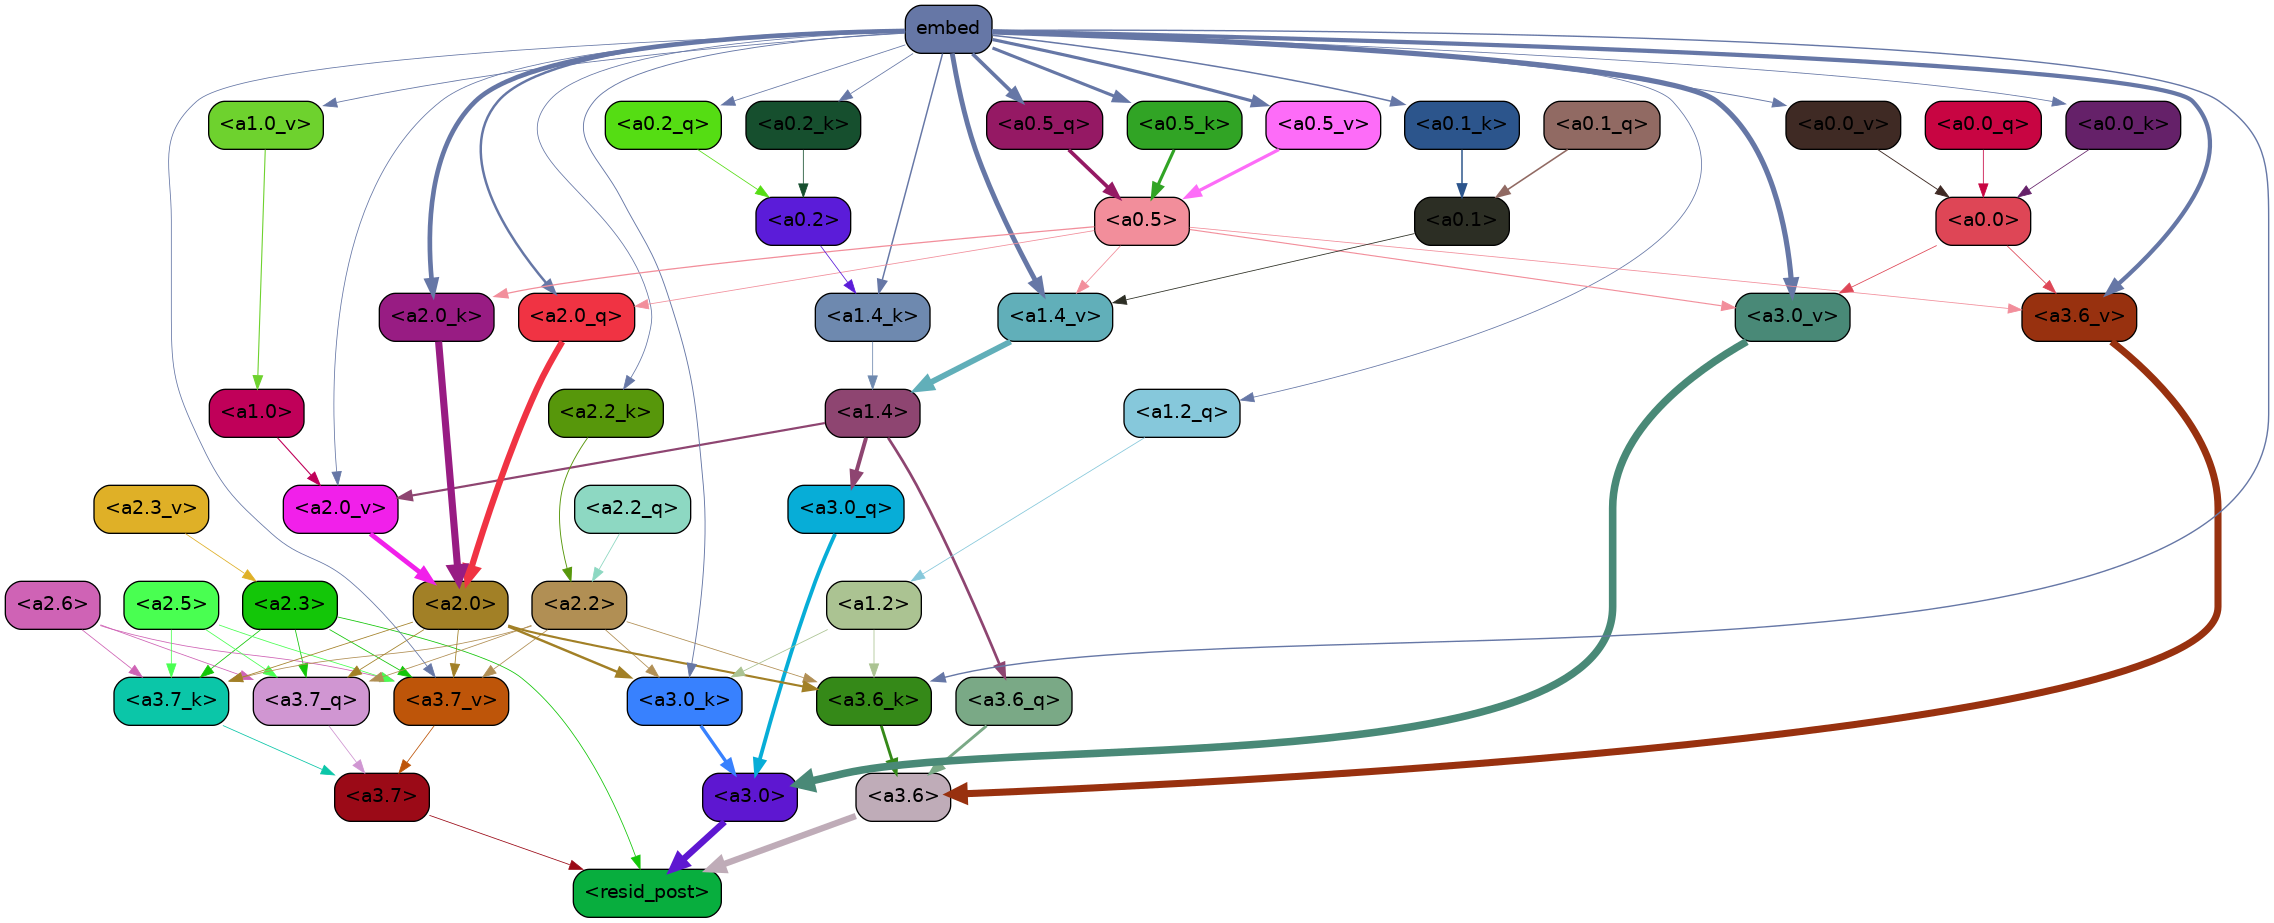 embed
<a1.0_v>
<a0.2_q>
<a0.2_k>
<a0.5_q>
<a0.5_k>
<a0.5_v>
<a0.1_k>
<a0.1_q>
<a0.0_v>
<a0.0_q>
<a0.0_k>
<a0.2>
<a0.5>
<a0.1>
<a0.0>
<a2.0_k>
<a2.0_q>
<a1.4_k>
<a1.4_v>
<a3.0_v>
<a3.6_v>
<a1.0>
<a2.2_k>
<a1.4>
<a1.2_q>
<a2.3_v>
<a2.0_v>
<a2.2_q>
<a3.0_q>
<a2.6>
<a2.5>
<a2.3>
<a2.0>
<a2.2>
<a1.2>
<a3.7_k>
<a3.7_q>
<a3.7_v>
<a3.0_k>
<a3.6_k>
<a3.6_q>
<a3.7>
<a3.0>
<a3.6>
<resid_post>